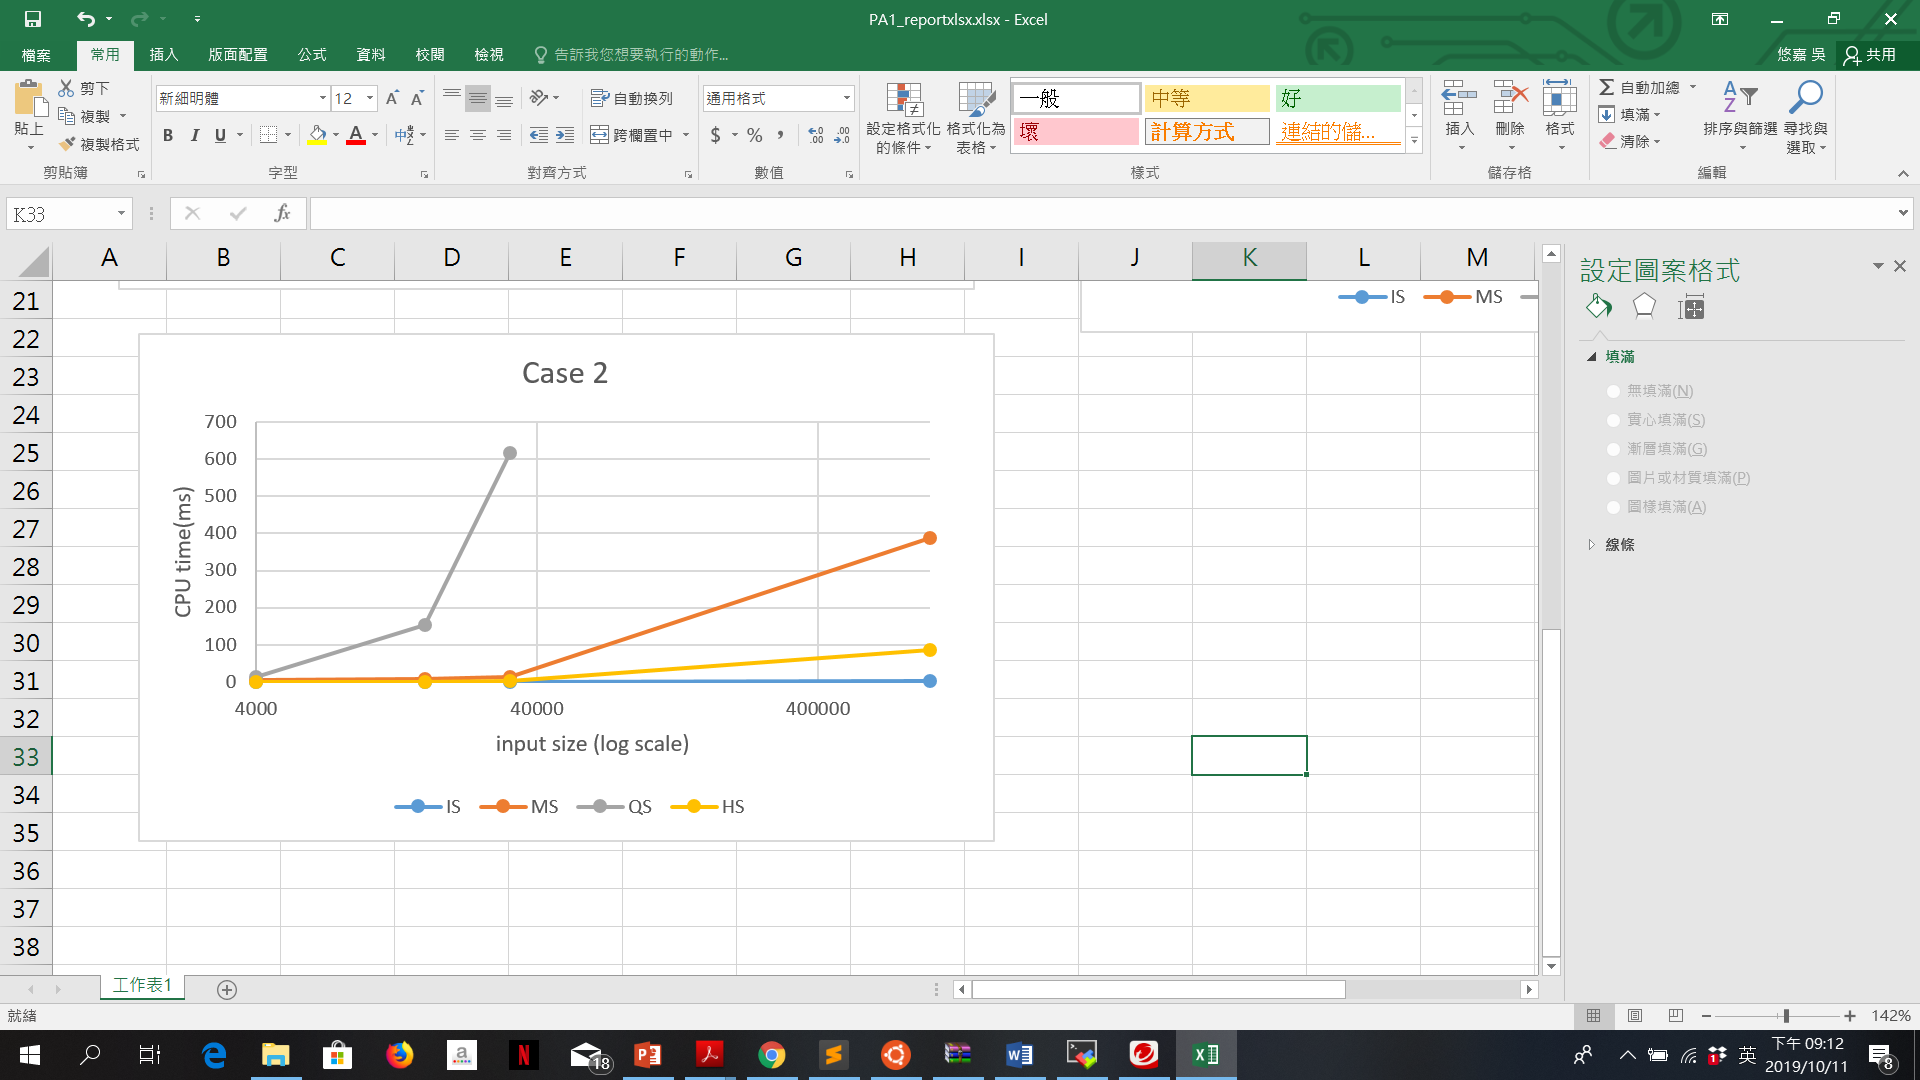 PA1_reportxlsx.xlsx - Excel
檔案 常用 插入 版面配置 公式 資料 校閱 檢視 告訴我您想要執行的動作... 悠嘉 吳 共用
貼上
剪下
複製
複製格式
剪貼簿
新細明體 12
B I U
字型
自動換列
跨欄置中
對齊方式
通用格式
$ % ,
數值
設定格式化的條件
格式化為表格
一般 中等 好
壞 計算方式 連結的儲...
樣式
插入 刪除 格式
儲存格
自動加總
填滿
清除
排序與篩選 尋找與選取
編輯
K33
fx
A B C D E F G H I J K L M
21
22
23
24
25
26
27
28
29
30
31
32
33
34
35
36
37
38
IS MS
Case 2
CPU time(ms)
700
600
500
400
300
200
100
0
4000 40000 400000
input size (log scale)
IS MS QS HS
設定圖案格式
填滿
無填滿(N)
實心填滿(S)
漸層填滿(G)
圖片或材質填滿(P)
圖樣填滿(A)
線條
工作表1
就緒
142%
18
英
下午 09:12
2019/10/11
8